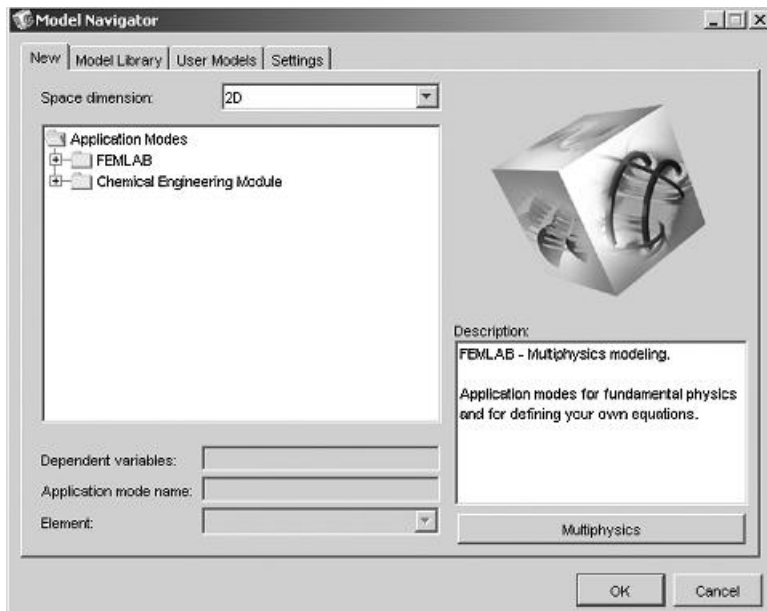 Model Navigator
New Model Library User Models Settings
Space dimension: 2D
Application Modes
FEMLAB
Chemical Engineering Module
Description:
FEMLAB - Multiphysics modeling.
Application modes for fundamental physics
and for defining your own equations.
Dependent variables:
Application mode name:
Element:
Multiphysics
OK Cancel